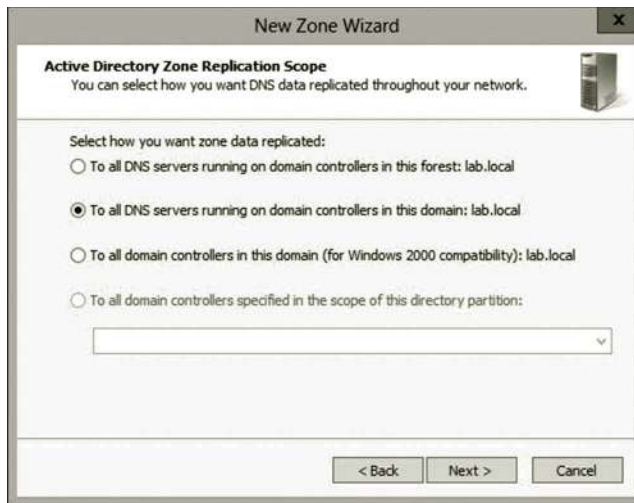 New Zone Wizard
x
Active Directory Zone Replication Scope
You can select how you want DNS data replicated throughout your network.
Select how you want zone data replicated:
To all DNS servers running on domain controllers in this forest: lab.local
To all DNS servers running on domain controllers in this domain: lab.local
To all domain controllers in this domain (for Windows 2000 compatibility): lab.local
To all domain controllers specified in the scope of this directory partition:
< Back Next > Cancel